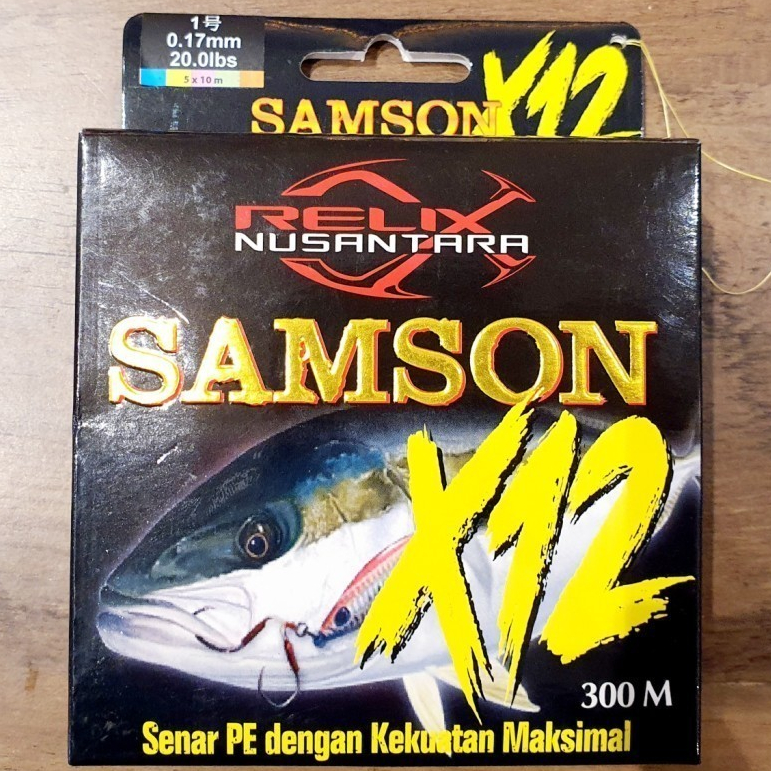 1号
0.17mm
20.0lbs
5 x 10 m
SAMSON X12
RELIX
NUSANTARA
SAMSON
X12
300 M
Senar PE dengan Kekuatan Maksimal